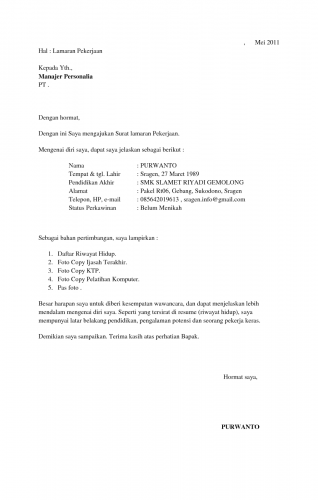 , Mei 2011
Hal : Lamaran Pekerjaan
Kepada Yth.,
Manajer Personalia
PT .
Dengan hormat,
Dengan ini Saya mengajukan Surat lamaran Pekerjaan.
Mengenai diri saya, dapat saya jelaskan sebagai berikut :
Nama : PURWANTO
Tempat & tgl. Lahir : Sragen, 27 Maret 1989
Pendidikan Akhir : SMK SLAMET RIYADI GEMOLONG
Alamat : Pakel Rt06, Gebang, Sukodono, Sragen
Telepon, HP, e-mail : 085642019613 , sragen.info@gmail.com
Status Perkawinan : Belum Menikah
Sebagai bahan pertimbangan, saya lampirkan :
1. Daftar Riwayat Hidup.
2. Foto Copy Ijasah Terakhir.
3. Foto Copy KTP.
4. Foto Copy Pelatihan Komputer.
5. Pas foto .
Besar harapan saya untuk diberi kesempatan wawancara, dan dapat menjelaskan lebih
mendalam mengenai diri saya. Seperti yang tersirat di resume (riwayat hidup), saya
mempunyai latar belakang pendidikan, pengalaman potensi dan seorang pekerja keras.
Demikian saya sampaikan. Terima kasih atas perhatian Bapak.
Hormat saya,
PURWANTO